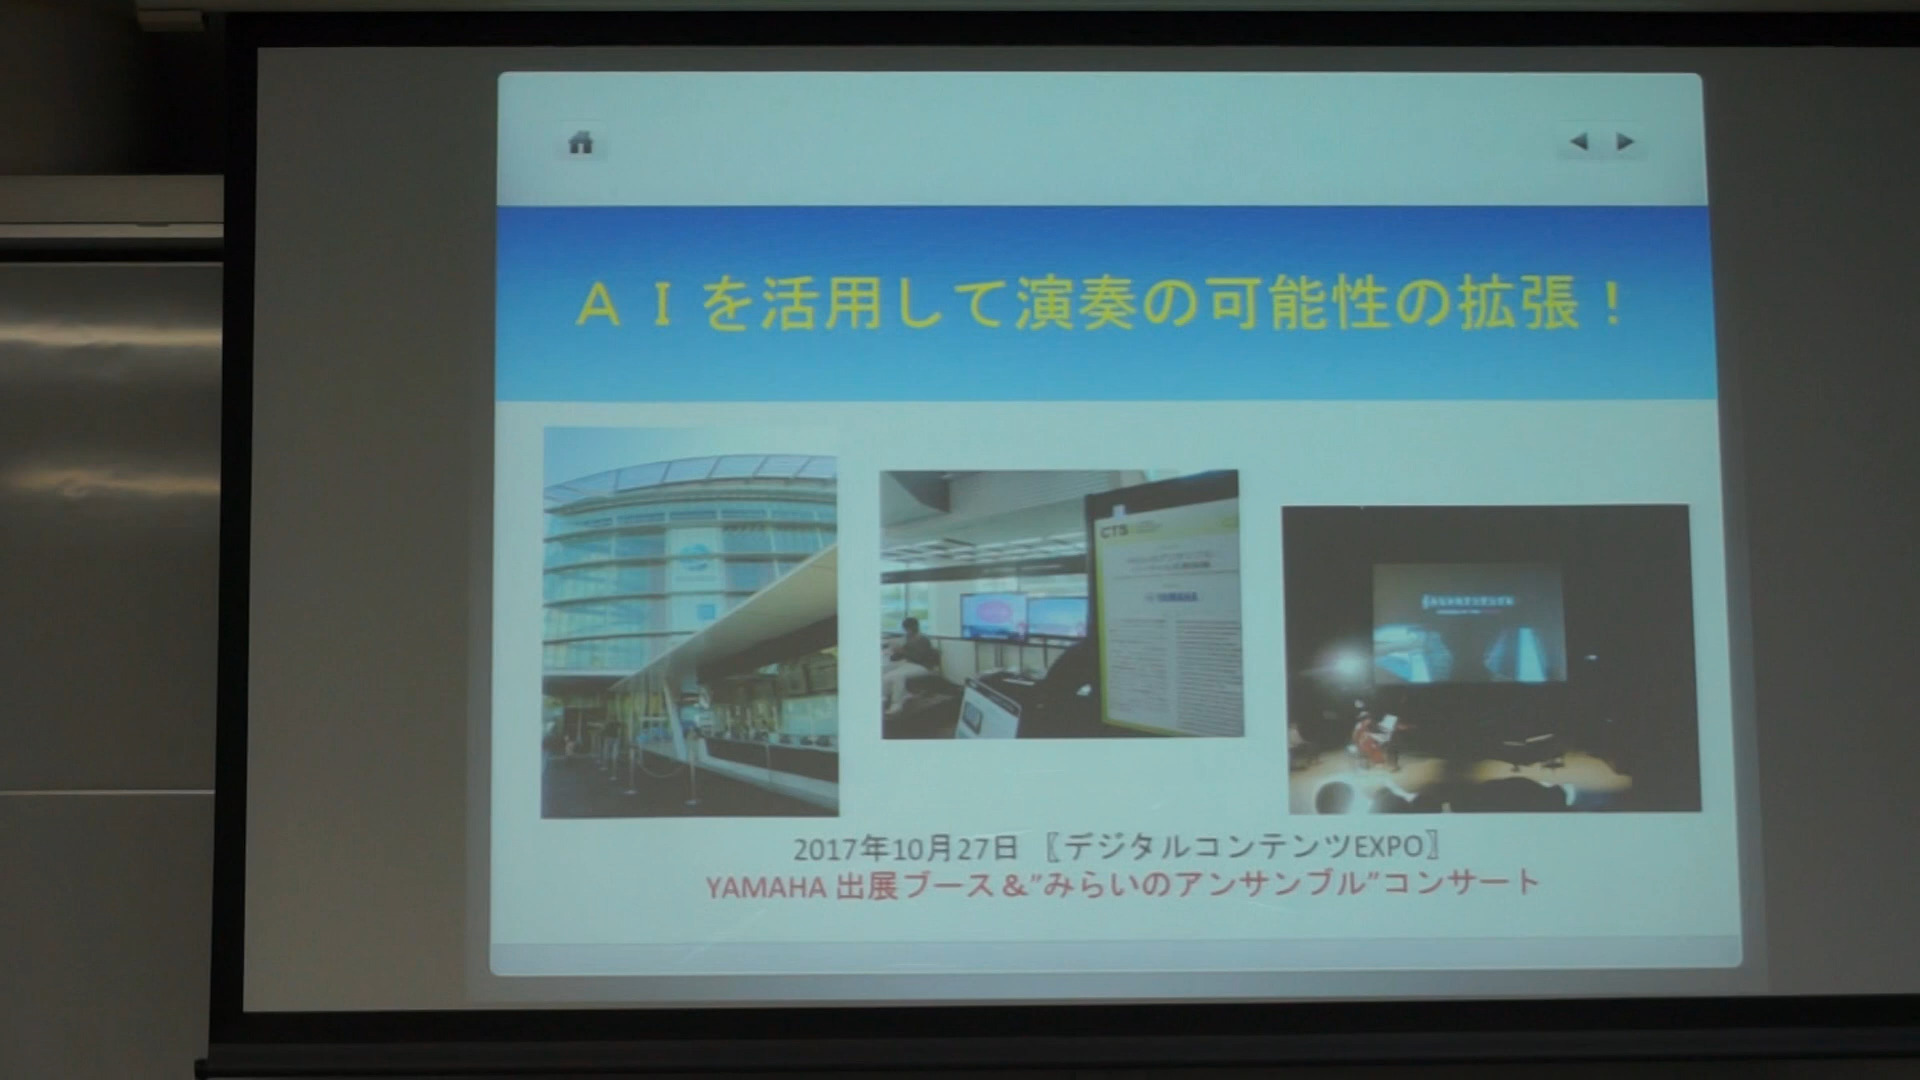 ＡＩを活用して演奏の可能性の拡張！
CTS
YAMAHA
2017年10月27日 〖デジタルコンテンツEXPO〗
YAMAHA 出展ブース＆”みらいのアンサンブル”コンサート